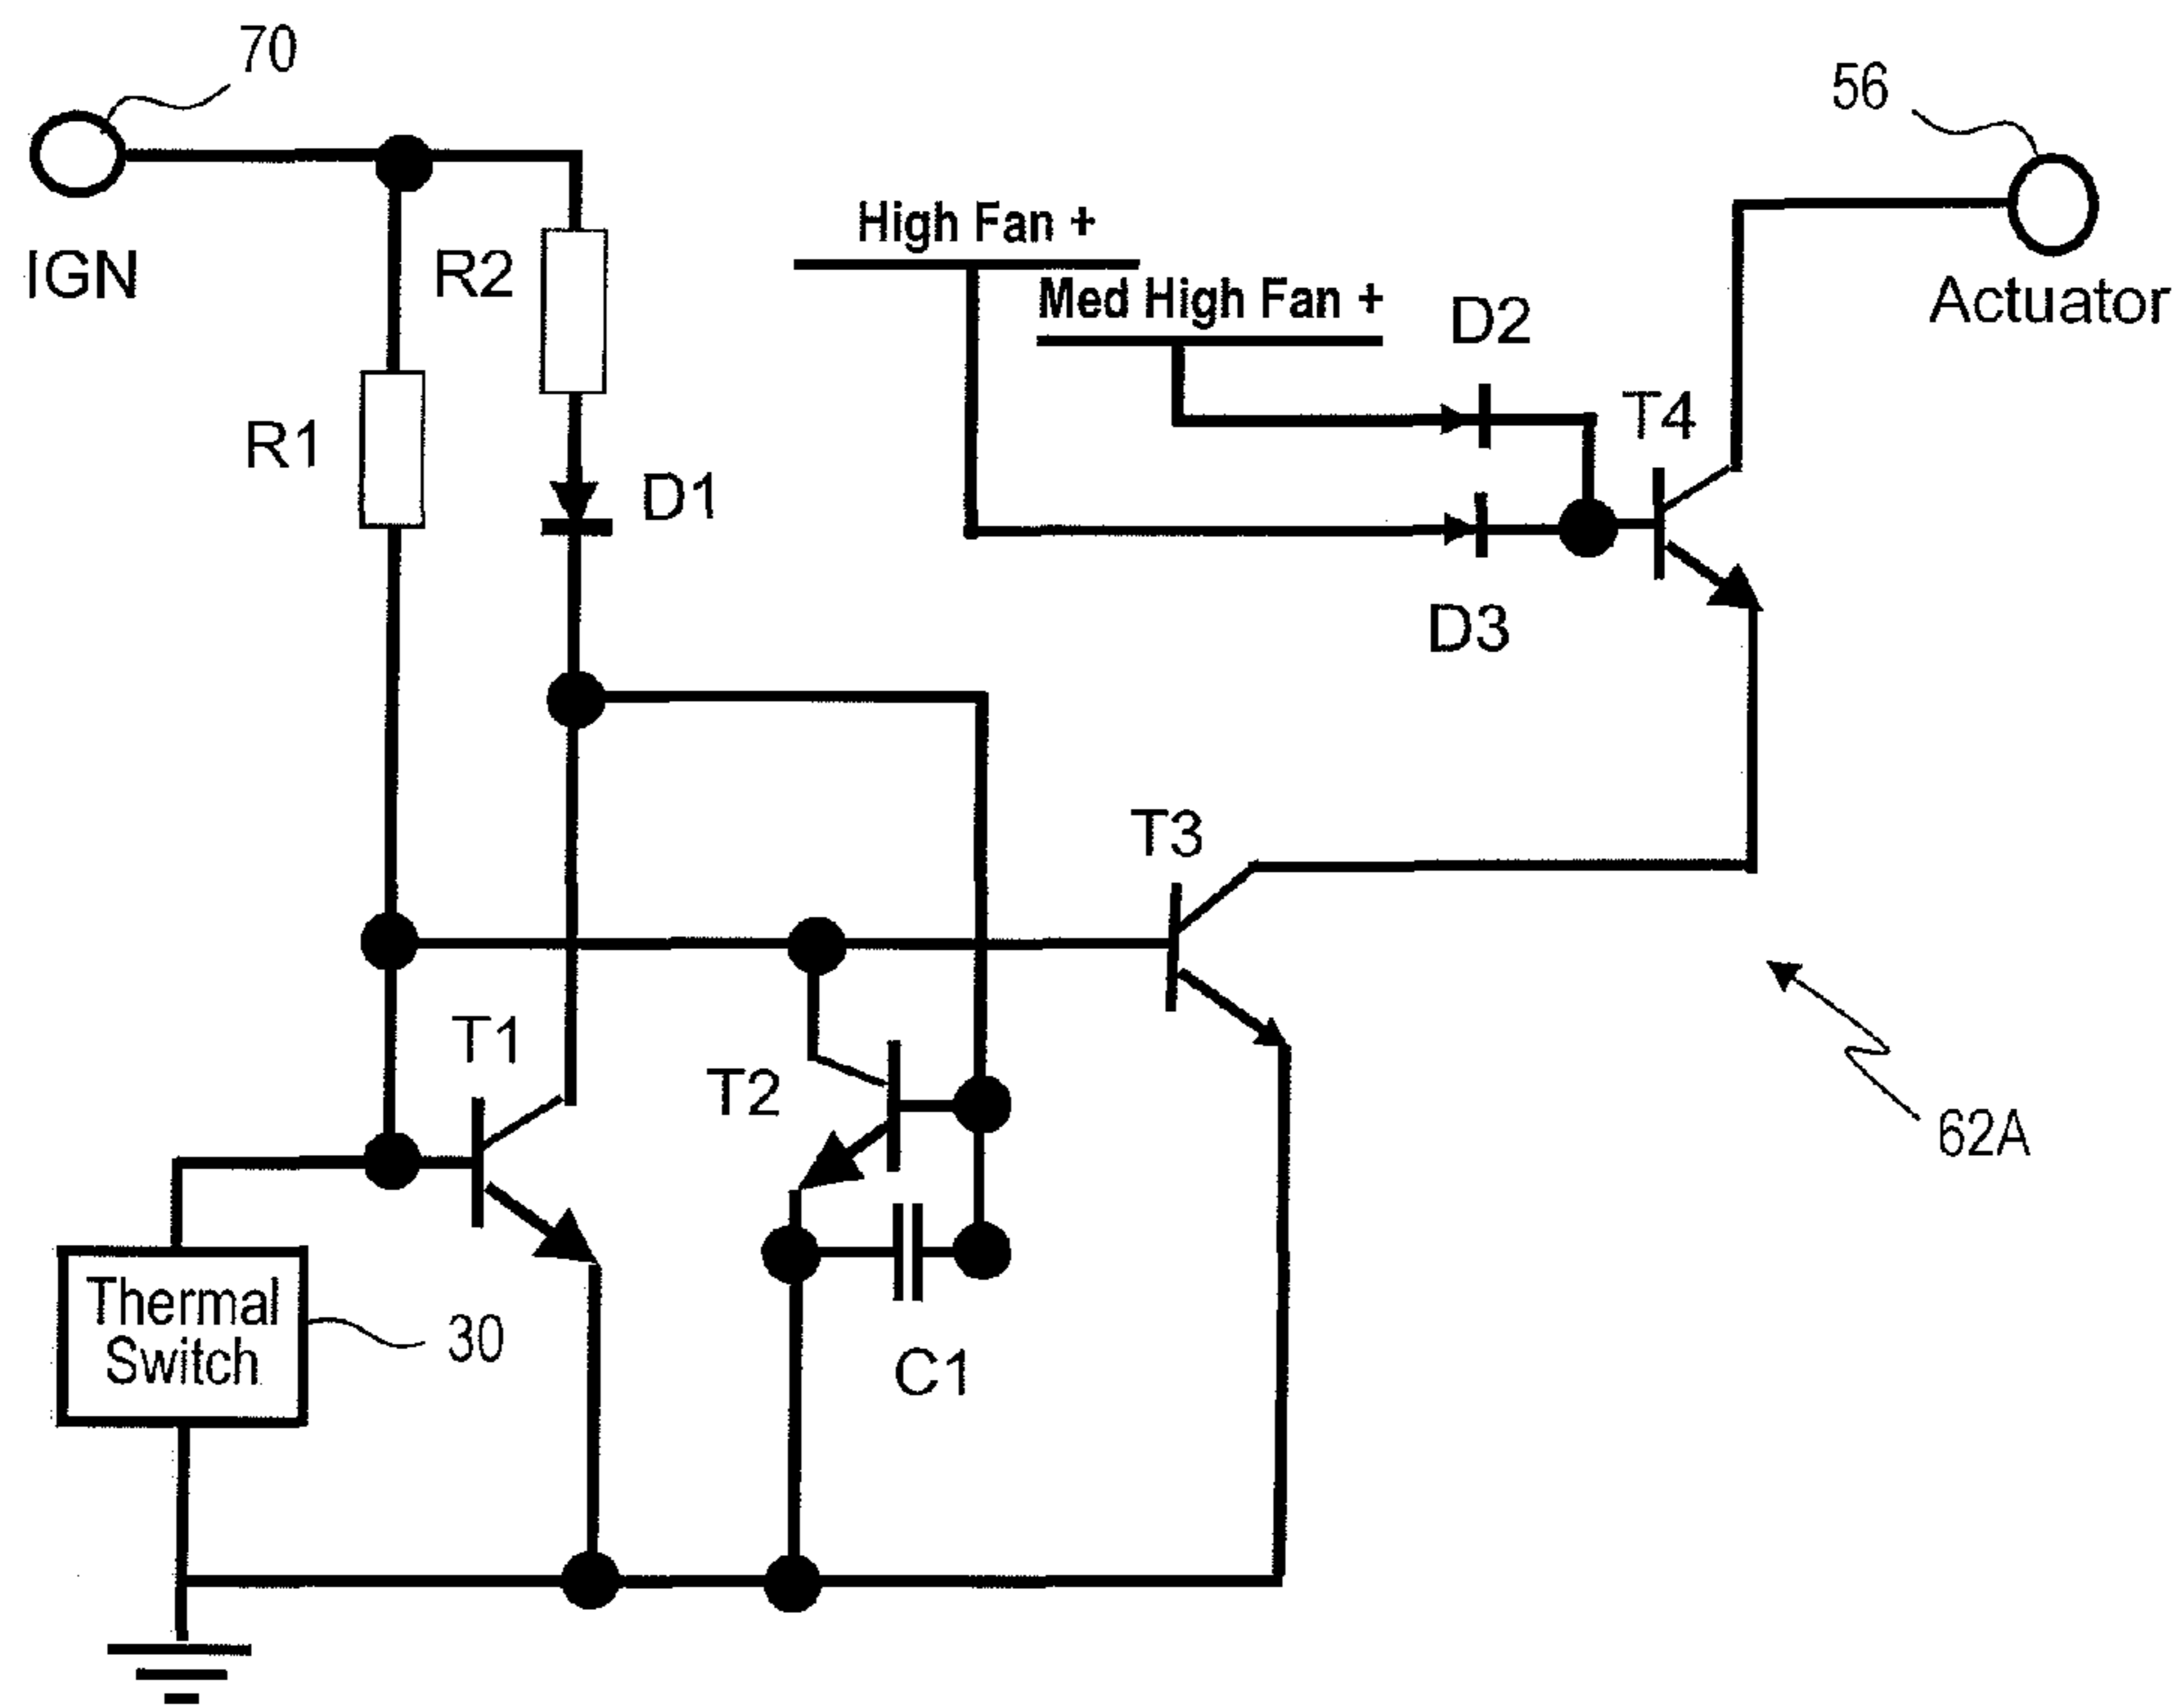 70
56
IGN
R2
High Fan +
Med High Fan +
D2
Actuator
R1
D1
T4
D3
T3
T1
T2
62A
Thermal
Switch
30
C1